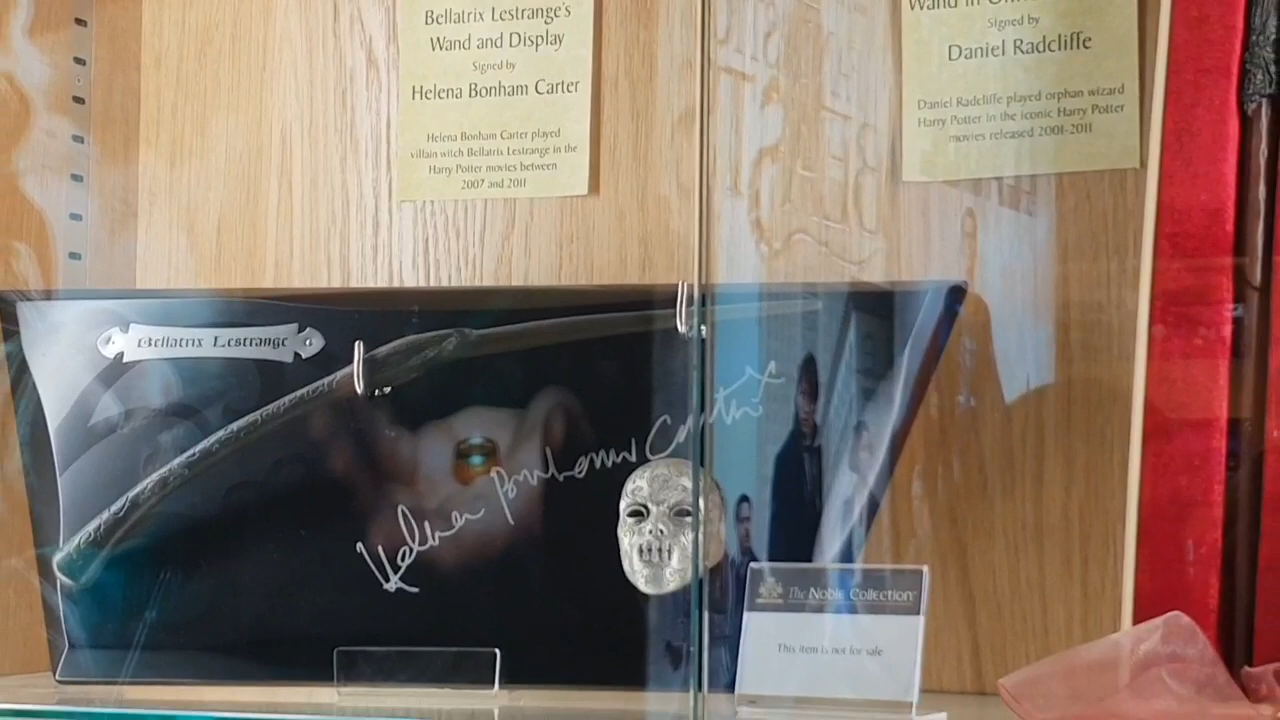 Bellatrix Lestrange's
Wand and Display
Signed by
Helena Bonham Carter
Helena Bonham Carter played
villain witch Bellatrix Lestrange in the
Harry Potter movies between
2007 and 2011
Wand in
Signed by
Daniel Radcliffe
Daniel Radcliffe played orphan wizard
Harry Potter in the iconic Harry Potter
movies released 2001-2011
Bellatrix Lestrange
Helena Bonham Carter x
The Noble Collection
This item is not for sale